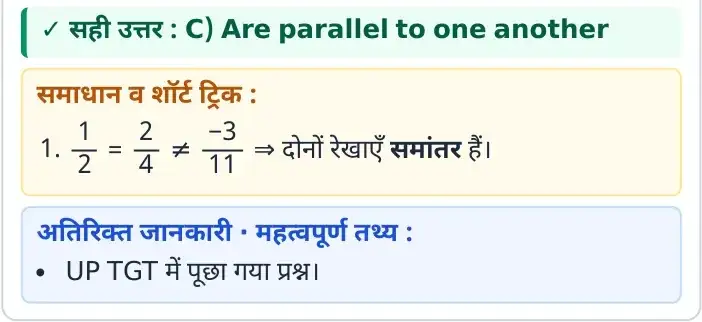 ✓ सही उत्तर : C) Are parallel to one another
समाधान व शॉर्ट ट्रिक :
1. 1/2 = 2/4 ≠ −3/11 ⇒ दोनों रेखाएँ समांतर हैं।
अतिरिक्त जानकारी · महत्वपूर्ण तथ्य :
• UP TGT में पूछा गया प्रश्न।